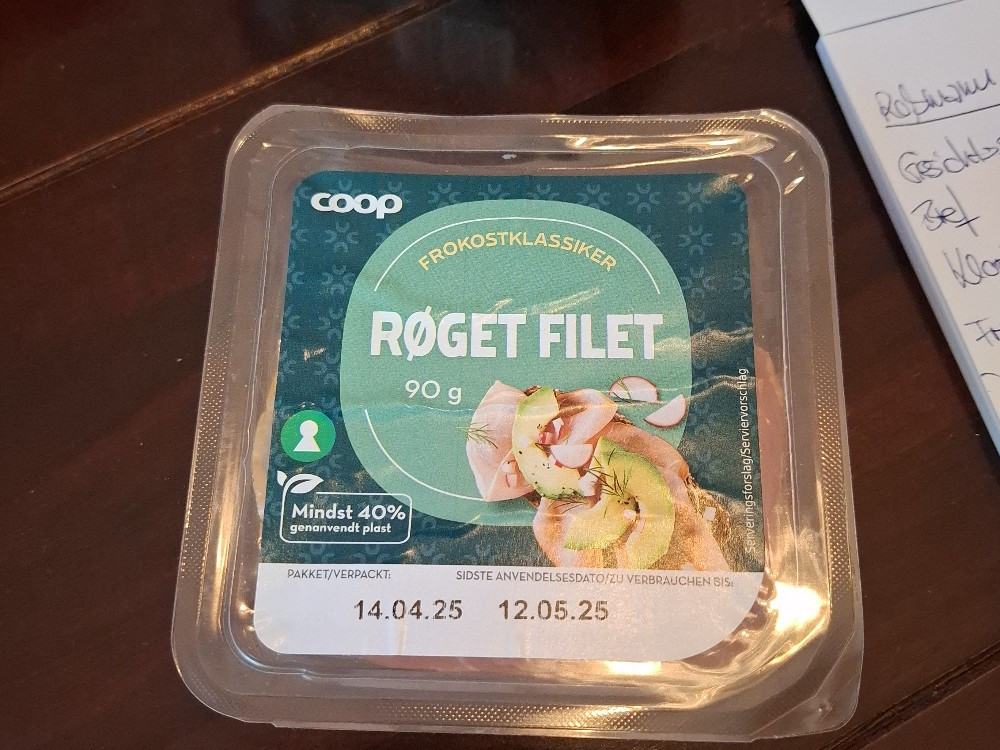 coop
FROKOSTKLASSIKER
RØGET FILET
90 g
Mindst 40%
genanvendt plast
Serveringsforslag/Serviervorschlag
PAKKET/VERPACKT:
SIDSTE ANVENDELSESDATO/ZU VERBRAUCHEN BIS:
14.04.25
12.05.25